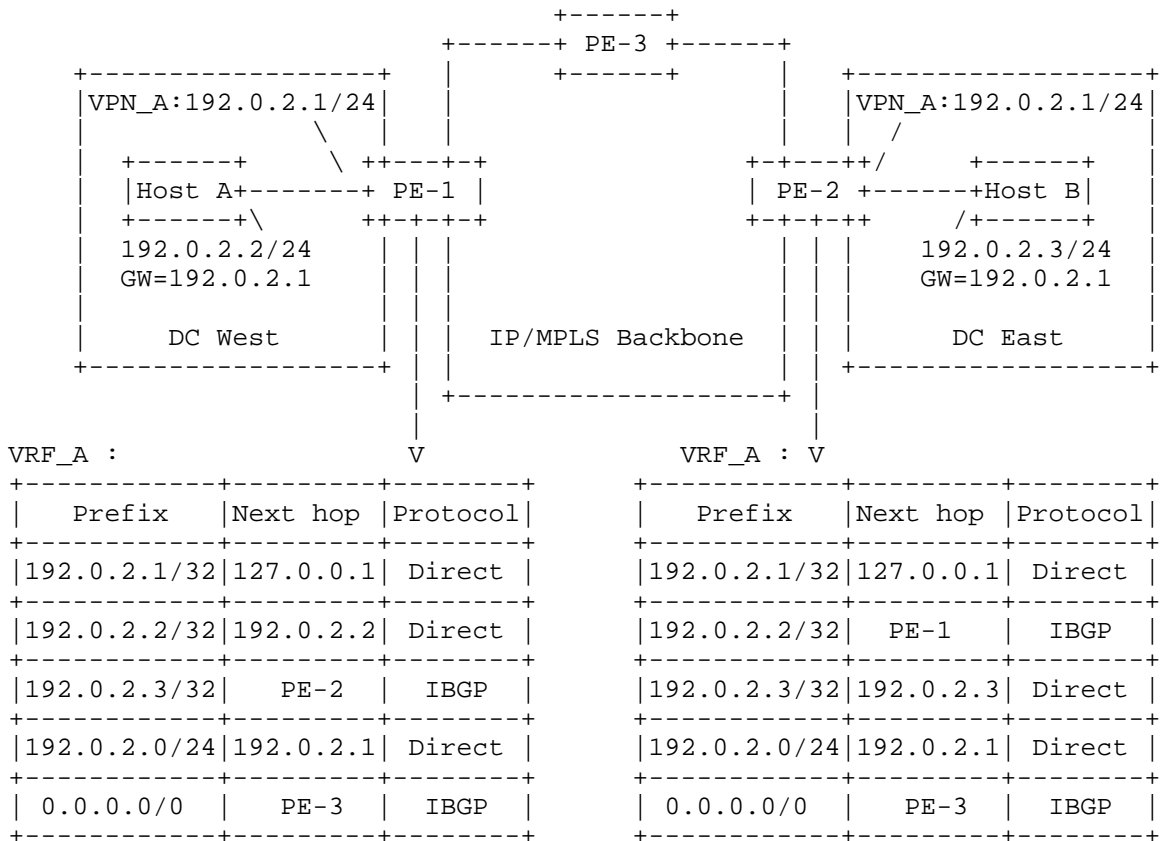 PE-3
VPN_A:192.0.2.1/24 VPN_A:192.0.2.1/24
Host A PE-1 PE-2 Host B
192.0.2.2/24 192.0.2.3/24
GW=192.0.2.1 GW=192.0.2.1
DC West IP/MPLS Backbone DC East
VRF_A : V VRF_A : V
Prefix Next hop Protocol Prefix Next hop Protocol
192.0.2.1/32 127.0.0.1 Direct 192.0.2.1/32 127.0.0.1 Direct
192.0.2.2/32 192.0.2.2 Direct 192.0.2.2/32 PE-1 IBGP
192.0.2.3/32 PE-2 IBGP 192.0.2.3/32 192.0.2.3 Direct
192.0.2.0/24 192.0.2.1 Direct 192.0.2.0/24 192.0.2.1 Direct
0.0.0.0/0 PE-3 IBGP 0.0.0.0/0 PE-3 IBGP